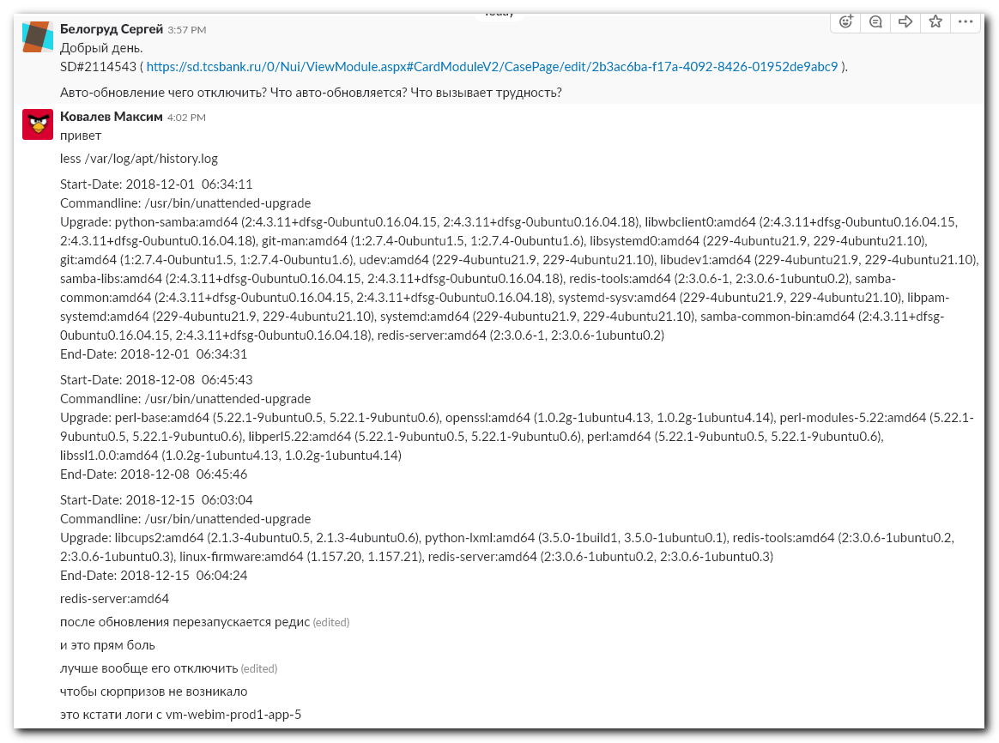 Today
Белогруд Сергей 3:57 PM
Добрый день.
SD#2114543 ( https://sd.tcsbank.ru/0/Nui/ViewModule.aspx#CardModuleV2/CasePage/edit/2b3ac6ba-f17a-4092-8426-01952de9abc9 ).
Авто-обновление чего отключить? Что авто-обновляется? Что вызывает трудность?
Ковалев Максим 4:02 PM
привет
less /var/log/apt/history.log
Start-Date: 2018-12-01  06:34:11
Commandline: /usr/bin/unattended-upgrade
Upgrade: python-samba:amd64 (2:4.3.11+dfsg-0ubuntu0.16.04.15, 2:4.3.11+dfsg-0ubuntu0.16.04.18), libwbclient0:amd64 (2:4.3.11+dfsg-0ubuntu0.16.04.15,
2:4.3.11+dfsg-0ubuntu0.16.04.18), git-man:amd64 (1:2.7.4-0ubuntu1.5, 1:2.7.4-0ubuntu1.6), libsystemd0:amd64 (229-4ubuntu21.9, 229-4ubuntu21.10),
git:amd64 (1:2.7.4-0ubuntu1.5, 1:2.7.4-0ubuntu1.6), udev:amd64 (229-4ubuntu21.9, 229-4ubuntu21.10), libudev1:amd64 (229-4ubuntu21.9, 229-4ubuntu21.10),
samba-libs:amd64 (2:4.3.11+dfsg-0ubuntu0.16.04.15, 2:4.3.11+dfsg-0ubuntu0.16.04.18), redis-tools:amd64 (2:3.0.6-1, 2:3.0.6-1ubuntu0.2), samba-
common:amd64 (2:4.3.11+dfsg-0ubuntu0.16.04.15, 2:4.3.11+dfsg-0ubuntu0.16.04.18), systemd-sysv:amd64 (229-4ubuntu21.9, 229-4ubuntu21.10), libpam-
systemd:amd64 (229-4ubuntu21.9, 229-4ubuntu21.10), systemd:amd64 (229-4ubuntu21.9, 229-4ubuntu21.10), samba-common-bin:amd64 (2:4.3.11+dfsg-
0ubuntu0.16.04.15, 2:4.3.11+dfsg-0ubuntu0.16.04.18), redis-server:amd64 (2:3.0.6-1, 2:3.0.6-1ubuntu0.2)
End-Date: 2018-12-01  06:34:31
Start-Date: 2018-12-08  06:45:43
Commandline: /usr/bin/unattended-upgrade
Upgrade: perl-base:amd64 (5.22.1-9ubuntu0.5, 5.22.1-9ubuntu0.6), openssl:amd64 (1.0.2g-1ubuntu4.13, 1.0.2g-1ubuntu4.14), perl-modules-5.22:amd64 (5.22.1-
9ubuntu0.5, 5.22.1-9ubuntu0.6), libperl5.22:amd64 (5.22.1-9ubuntu0.5, 5.22.1-9ubuntu0.6), perl:amd64 (5.22.1-9ubuntu0.5, 5.22.1-9ubuntu0.6),
libssl1.0.0:amd64 (1.0.2g-1ubuntu4.13, 1.0.2g-1ubuntu4.14)
End-Date: 2018-12-08  06:45:46
Start-Date: 2018-12-15  06:03:04
Commandline: /usr/bin/unattended-upgrade
Upgrade: libcups2:amd64 (2.1.3-4ubuntu0.5, 2.1.3-4ubuntu0.6), python-lxml:amd64 (3.5.0-1build1, 3.5.0-1ubuntu0.1), redis-tools:amd64 (2:3.0.6-1ubuntu0.2,
2:3.0.6-1ubuntu0.3), linux-firmware:amd64 (1.157.20, 1.157.21), redis-server:amd64 (2:3.0.6-1ubuntu0.2, 2:3.0.6-1ubuntu0.3)
End-Date: 2018-12-15  06:04:24
redis-server:amd64
после обновления перезапускается редис (edited)
и это прям боль
лучше вообще его отключить (edited)
чтобы сюрпризов не возникало
это кстати логи с vm-webim-prod1-app-5